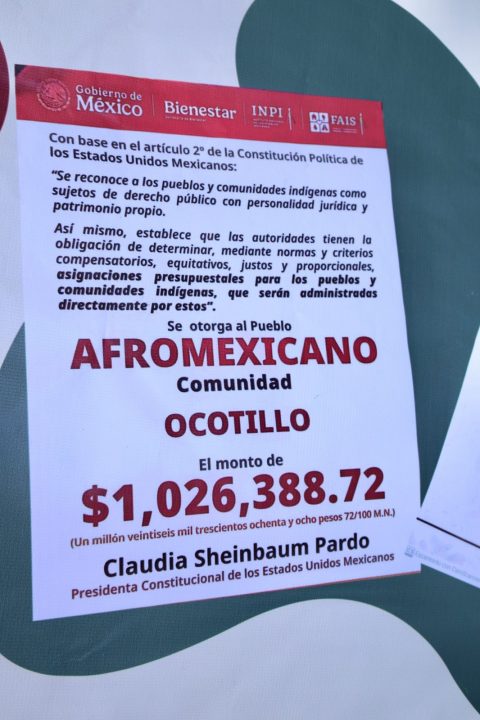 Gobierno de
México
Bienestar
INPI
FAIS
Con base en el artículo 2º de la Constitución Política de
los Estados Unidos Mexicanos:
“Se reconoce a los pueblos y comunidades indígenas como
sujetos de derecho público con personalidad jurídica y
patrimonio propio.
Así mismo, establece que las autoridades tienen la
obligación de determinar, mediante normas y criterios
compensatorios, equitativos, justos y proporcionales,
asignaciones presupuestales para los pueblos y
comunidades indígenas, que serán administradas
directamente por estos”.
Se otorga al Pueblo
AFROMEXICANO
Comunidad
OCOTILLO
El monto de
$1,026,388.72
(Un millón veintiseis mil trescientos ochenta y ocho pesos 72/100 M.N.)
Claudia Sheinbaum Pardo
Presidenta Constitucional de los Estados Unidos Mexicanos